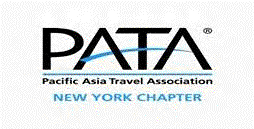 PATA®
Pacific Asia Travel Association
NEW YORK CHAPTER